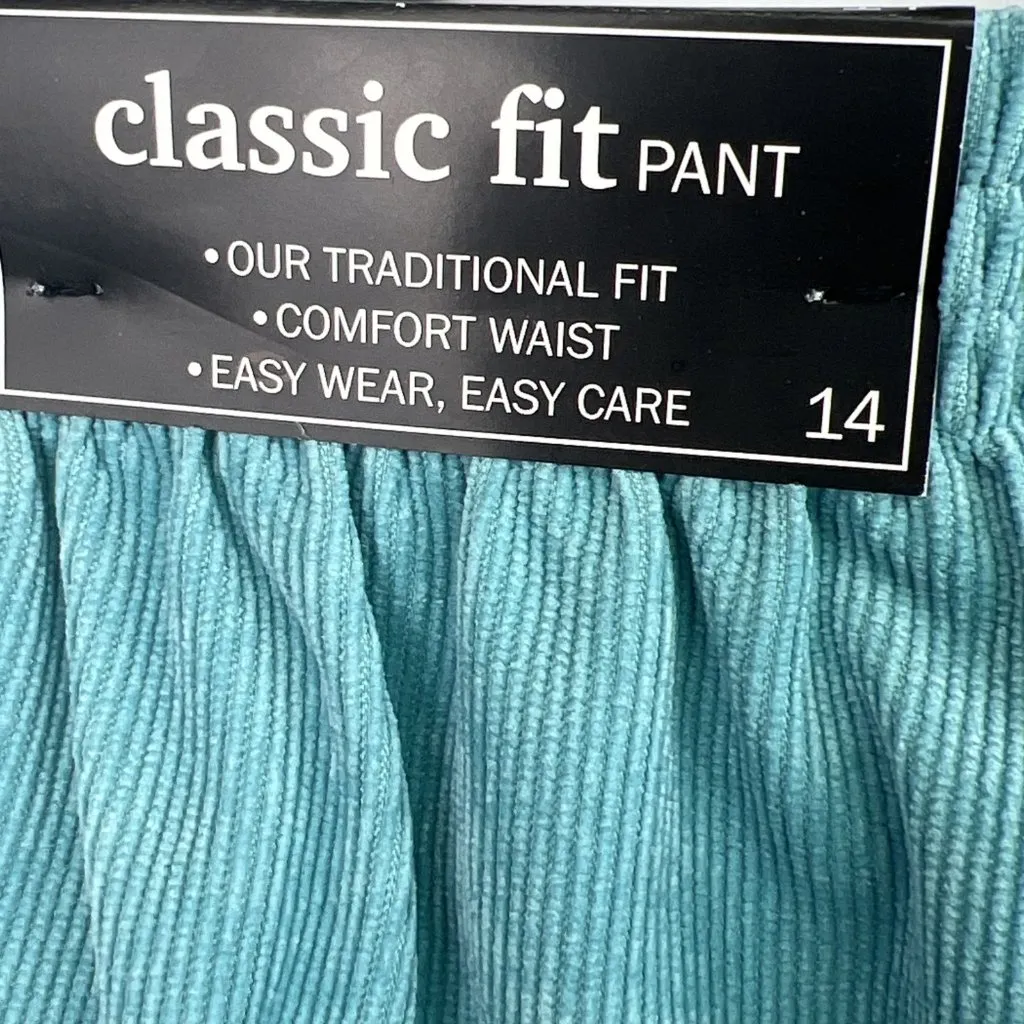 classic fit PANT
• OUR TRADITIONAL FIT
• COMFORT WAIST
• EASY WEAR, EASY CARE
14